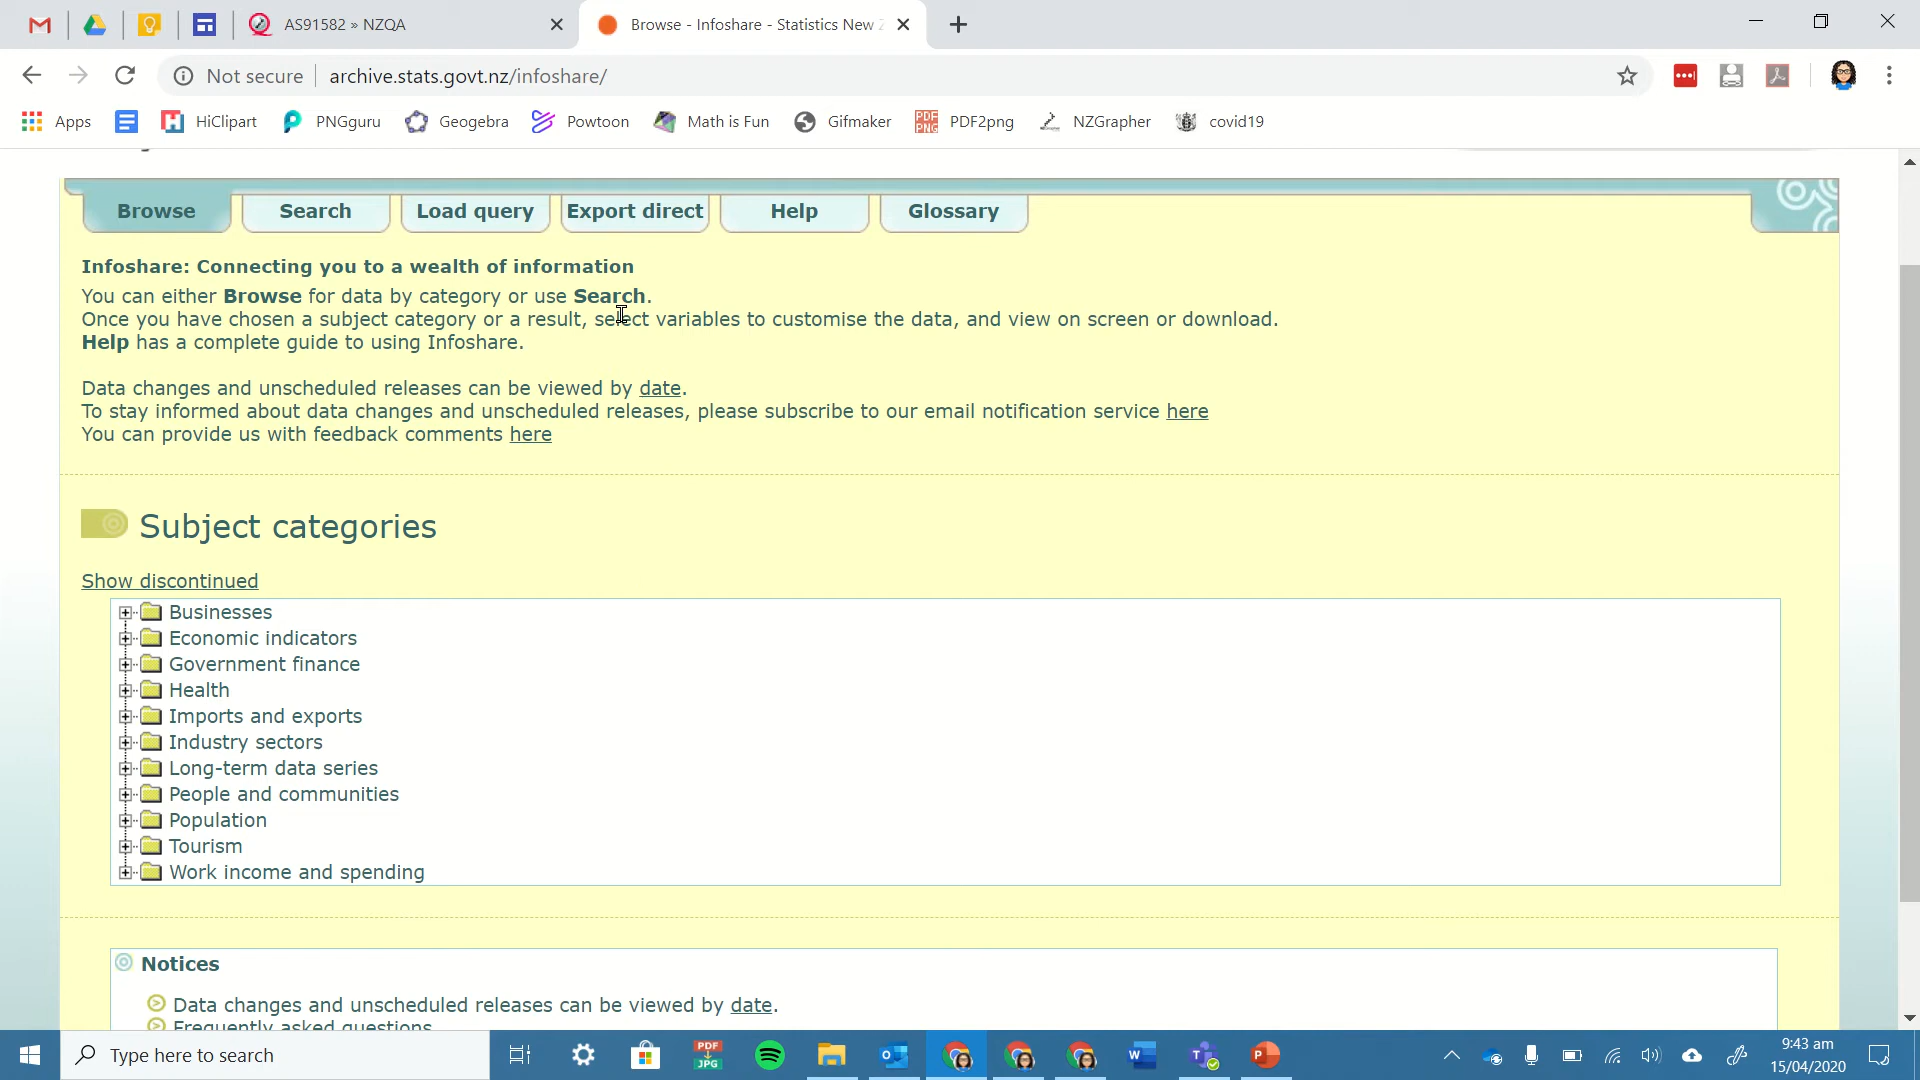 AS91582 » NZQA
Browse - Infoshare - Statistics New Z
Not secure
archive.stats.govt.nz/infoshare/
Apps
HiClipart
PNGguru
Geogebra
Powtoon
Math is Fun
Gifmaker
PDF2png
NZGrapher
covid19
Browse
Search
Load query
Export direct
Help
Glossary
Infoshare: Connecting you to a wealth of information
You can either Browse for data by category or use Search.
Once you have chosen a subject category or a result, select variables to customise the data, and view on screen or download.
Help has a complete guide to using Infoshare.
Data changes and unscheduled releases can be viewed by date.
To stay informed about data changes and unscheduled releases, please subscribe to our email notification service here
You can provide us with feedback comments here
Subject categories
Show discontinued
Businesses
Economic indicators
Government finance
Health
Imports and exports
Industry sectors
Long-term data series
People and communities
Population
Tourism
Work income and spending
Notices
Data changes and unscheduled releases can be viewed by date.
Frequently asked questions
Type here to search
PDF
JPG
9:43 am
15/04/2020